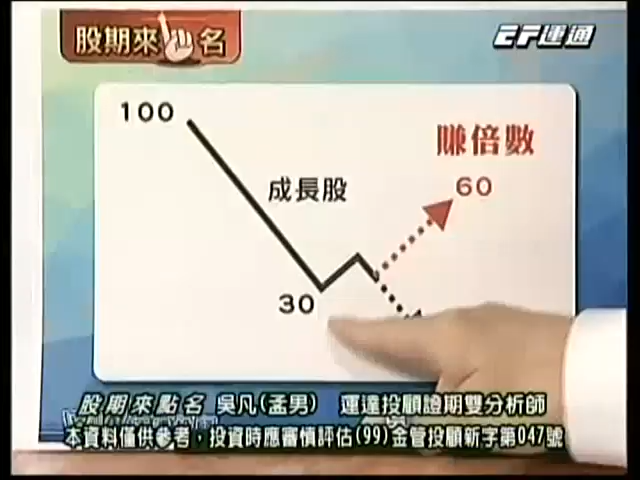 股期來 名
EF運通
100
賺倍數
60
成長股
30
股期來點名 吳凡(孟男) 運達投顧證期雙分析師
本資料僅供參考，投資時應審慎評估(99)金管投顧新字第047號